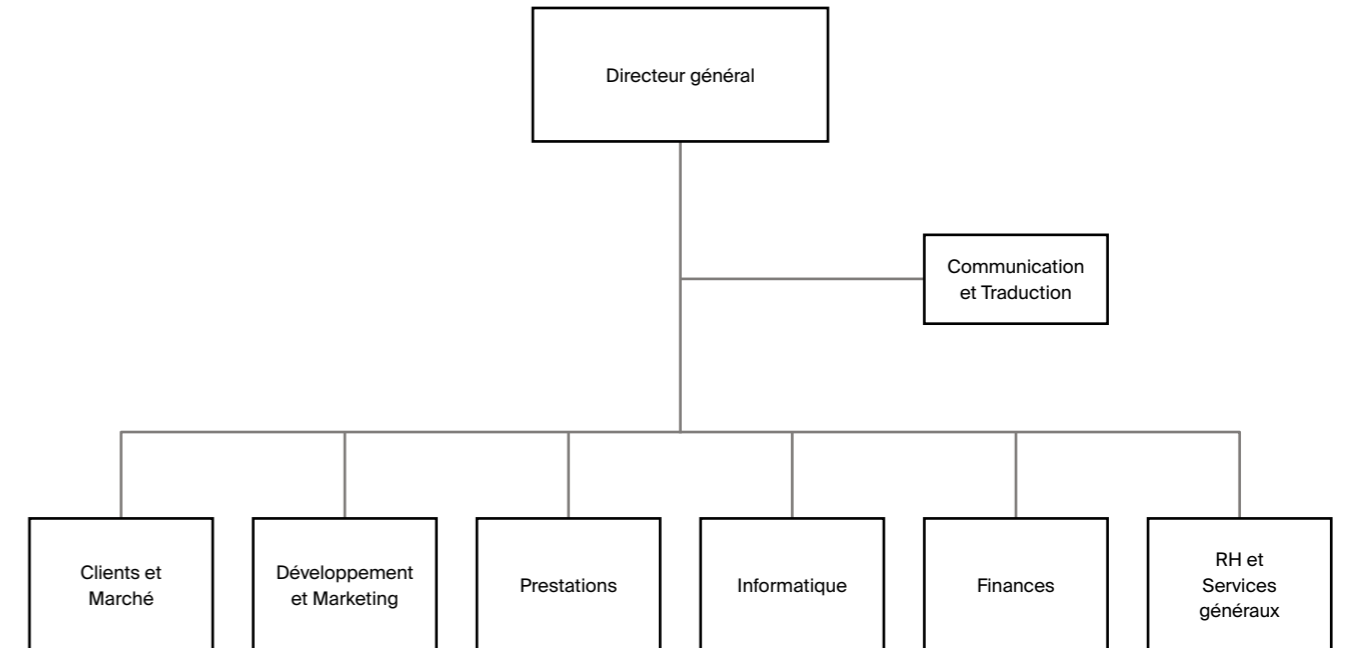 Directeur général
Communication
et Traduction
Clients et
Marché
Développement
et Marketing
Prestations
Informatique
Finances
RH et
Services
généraux